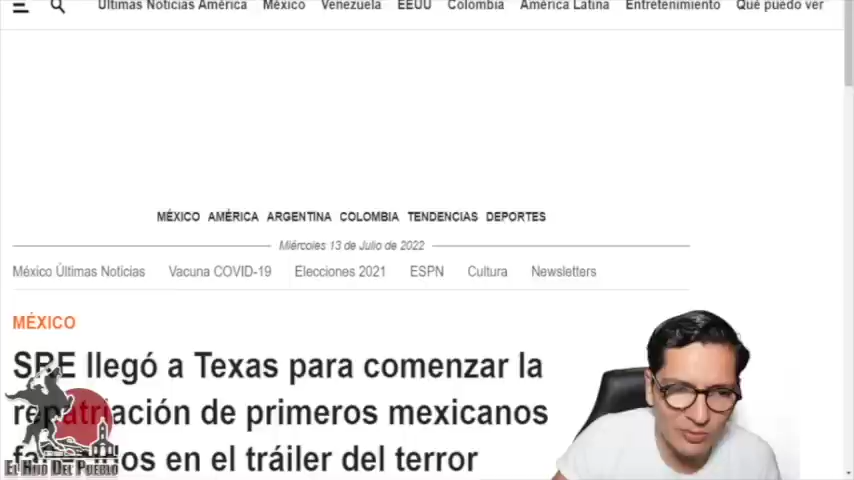 Últimas Noticias América México Venezuela EEUU Colombia América Latina Entretenimiento Qué puedo ver
MÉXICO AMÉRICA ARGENTINA COLOMBIA TENDENCIAS DEPORTES
Miércoles 13 de Julio de 2022
México Últimas Noticias Vacuna COVID-19 Elecciones 2021 ESPN Cultura Newsletters
MÉXICO
SRE llegó a Texas para comenzar la
repatriación de primeros mexicanos
en el tráiler del terror
EL HIJO DEL PUEBLO